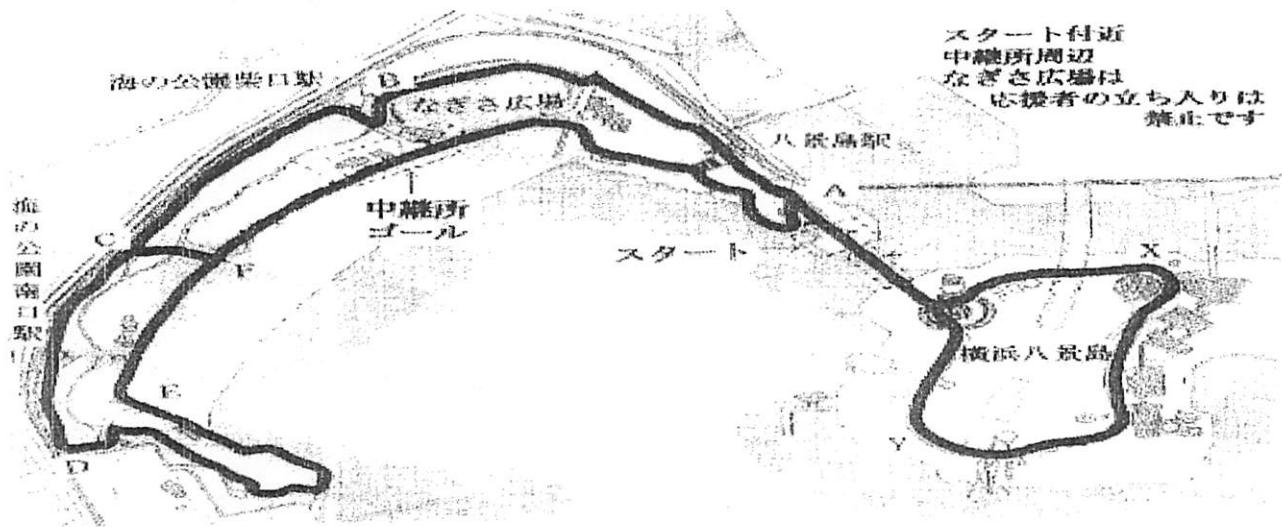 スタート付近
中継所周辺
なぎさ広場は
応援者の立ち入りは
禁止です
海の公園柴口駅
B
なぎさ広場
八景島駅
A
中継所
ゴール
スタート
X
C
F
海の公園南口駅
横浜八景島
E
Y
D